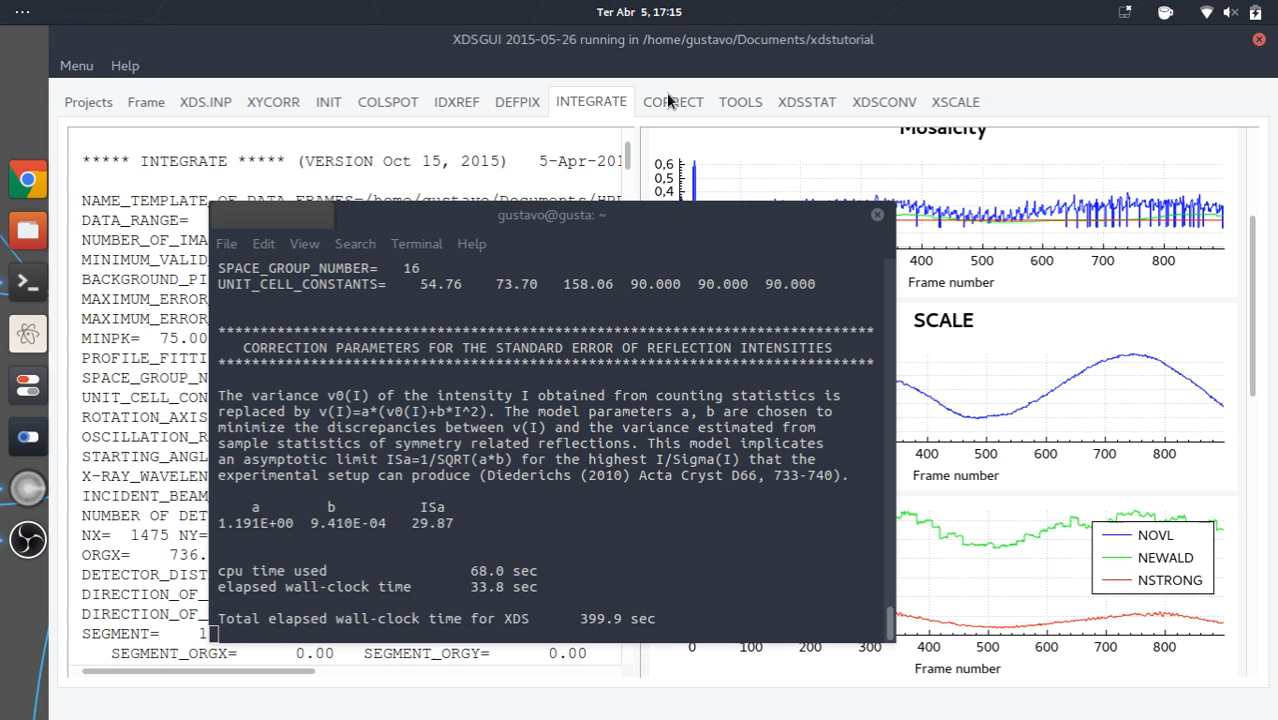 Ter Abr 5, 17:15
XDSGUI 2015-05-26 running in /home/gustavo/Documents/xdstutorial
Menu Help
Projects Frame XDS.INP XYCORR INIT COLSPOT IDXREF DEFPIX INTEGRATE CORRECT TOOLS XDSSTAT XDSCONV XSCALE
***** INTEGRATE ***** (VERSION Oct 15, 2015) 5-Apr-201
DATA_RANGE=
NUMBER_OF_IMA
MINIMUM_VALID
BACKGROUND_PI
MAXIMUM_ERROR
MAXIMUM_ERROR
MINPK= 75.00
PROFILE_FITTI
SPACE_GROUP_N
UNIT_CELL_CON
ROTATION_AXIS
OSCILLATION_R
STARTING_ANGL
X-RAY_WAVELEN
INCIDENT_BEAM
NUMBER OF DET
NX= 1475 NY=
ORGX= 736.
DETECTOR_DIST
DIRECTION_OF_
DIRECTION_OF_
SEGMENT= 1
SEGMENT_ORGX= 0.00 SEGMENT_ORGY= 0.00
gustavo@gusta: ~
File Edit View Search Terminal Help
SPACE_GROUP_NUMBER= 16
UNIT_CELL_CONSTANTS= 54.76 73.70 158.06 90.000 90.000 90.000
******************************************************************************
CORRECTION PARAMETERS FOR THE STANDARD ERROR OF REFLECTION INTENSITIES
******************************************************************************
The variance v0(I) of the intensity I obtained from counting statistics is
replaced by v(I)=a*(v0(I)+b*I^2). The model parameters a, b are chosen to
minimize the discrepancies between v(I) and the variance estimated from
sample statistics of symmetry related reflections. This model implicates
an asymptotic limit ISa=1/SQRT(a*b) for the highest I/Sigma(I) that the
experimental setup can produce (Diederichs (2010) Acta Cryst D66, 733-740).
a b ISa
1.191E+00 9.410E-04 29.87
cpu time used 68.0 sec
elapsed wall-clock time 33.8 sec
Total elapsed wall-clock time for XDS 399.9 sec
Mosaicity
0,6
0,5
0,4
400 500 600 700 800
Frame number
SCALE
400 500 600 700 800
Frame number
NOVL
NEWALD
NSTRONG
0 100 200 300 400 500 600 700 800
Frame number